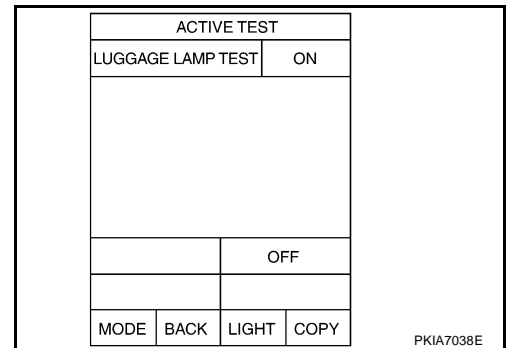 ACTIVE TEST
LUGGAGE LAMP TEST ON
OFF
MODE BACK LIGHT COPY
PKIA7038E